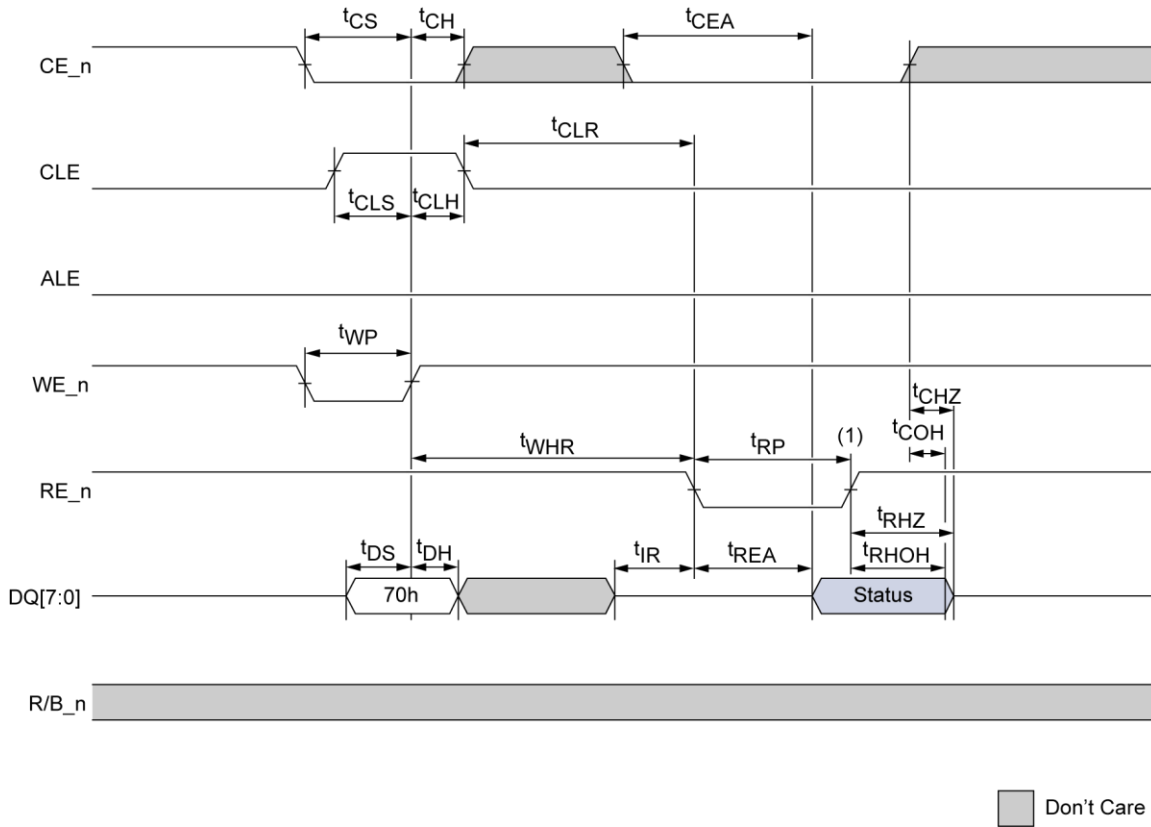 tCS tCH tCEA
CE_n
tCLR
CLE
tCLS tCLH
ALE
tWP
WE_n
tCHZ
tWHR tRP (1) tCOH
RE_n
tRHZ
tDS tDH tIR tREA tRHOH
DQ[7:0] 70h Status
R/B_n
Don't Care